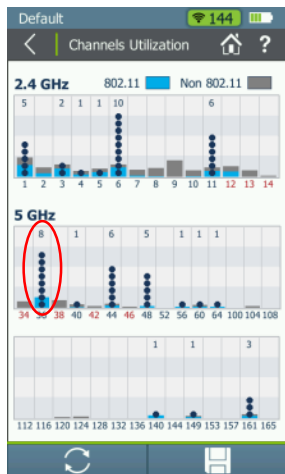 Default 144
Channels Utilization ?
2.4 GHz 802.11 Non 802.11
5 2 1 1 10 6
1 2 3 4 5 6 7 8 9 10 11 12 13 14
5 GHz
8 1 6 5 1 1 1
34 36 38 40 42 44 46 48 52 56 60 64 100 104 108
1 1 3
112 116 120 124 128 132 136 140 144 149 153 157 161 165